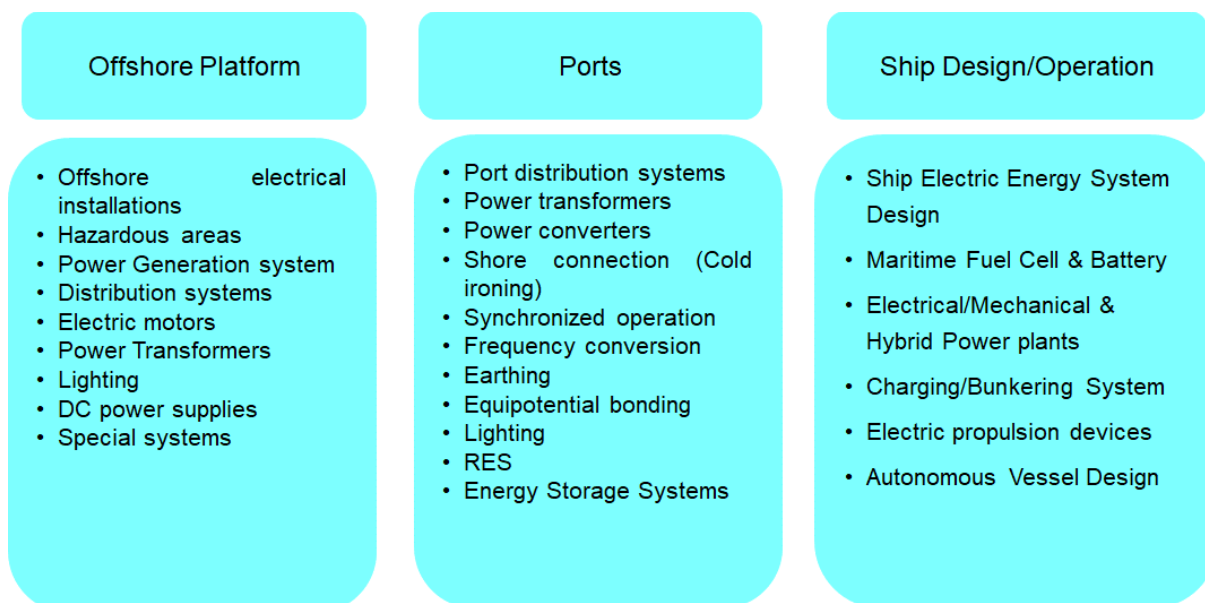 Offshore Platform
• Offshore electrical
installations
• Hazardous areas
• Power Generation system
• Distribution systems
• Electric motors
• Power Transformers
• Lighting
• DC power supplies
• Special systems
Ports
• Port distribution systems
• Power transformers
• Power converters
• Shore connection (Cold
ironing)
• Synchronized operation
• Frequency conversion
• Earthing
• Equipotential bonding
• Lighting
• RES
• Energy Storage Systems
Ship Design/Operation
• Ship Electric Energy System
Design
• Maritime Fuel Cell & Battery
• Electrical/Mechanical &
Hybrid Power plants
• Charging/Bunkering System
• Electric propulsion devices
• Autonomous Vessel Design